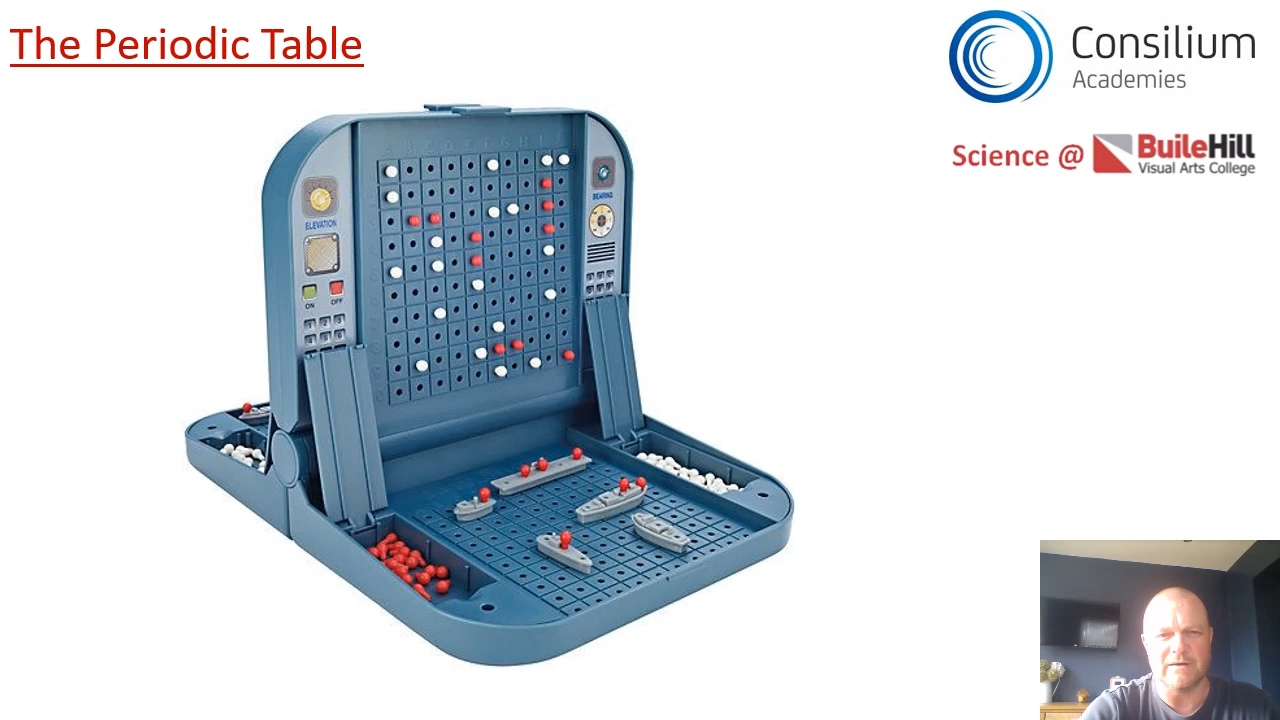 The Periodic Table
Consilium
Academies
Science @ BuileHill
Visual Arts College
ELEVATION
BEARING
ON OFF